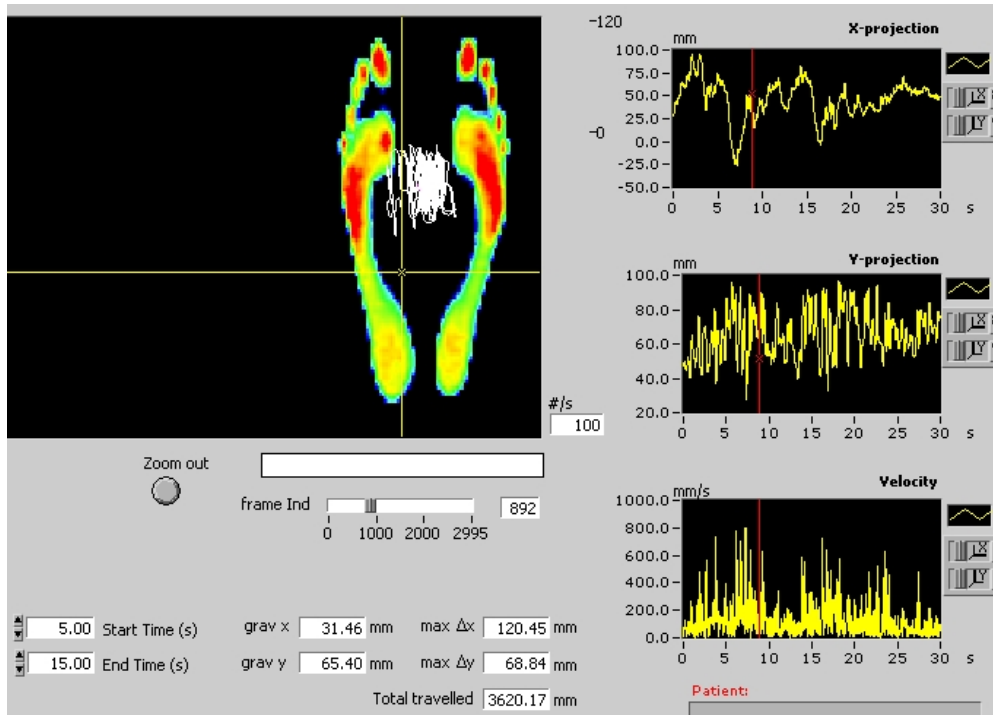 -120
-0
#/s
100
X-projection
mm
100.0
75.0
50.0
25.0
0.0
-25.0
-50.0
0 5 10 15 20 25 30 s
X
Y
Y-projection
mm
100.0
80.0
60.0
40.0
20.0
0 5 10 15 20 25 30 s
X
Y
Velocity
mm/s
1000.0
800.0
600.0
400.0
200.0
0.0
0 5 10 15 20 25 30 s
X
Y
Zoom out
frame Ind
892
0 1000 2000 2995
5.00 Start Time (s) grav x 31.46 mm max Δx 120.45 mm
15.00 End Time (s) grav y 65.40 mm max Δy 68.84 mm
Total travelled 3620.17 mm
Patient: